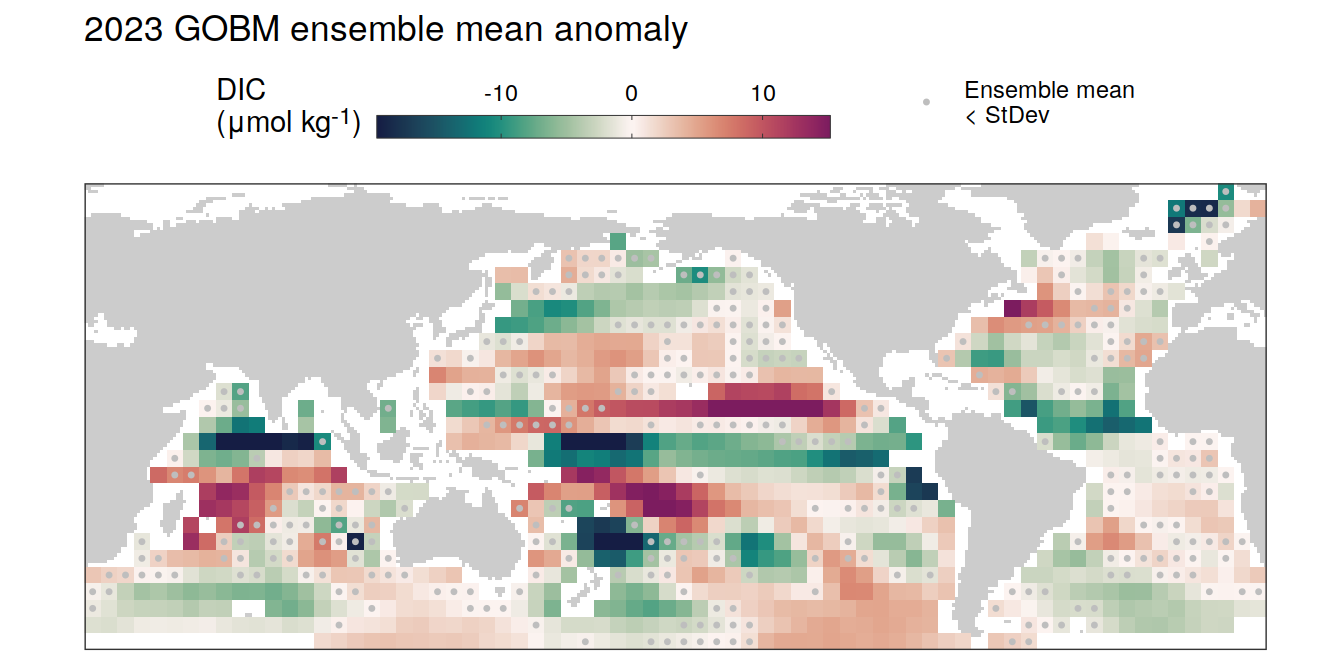 2023 GOBM ensemble mean anomaly
DIC
(μmol kg⁻¹)
-10 0 10
Ensemble mean
< StDev